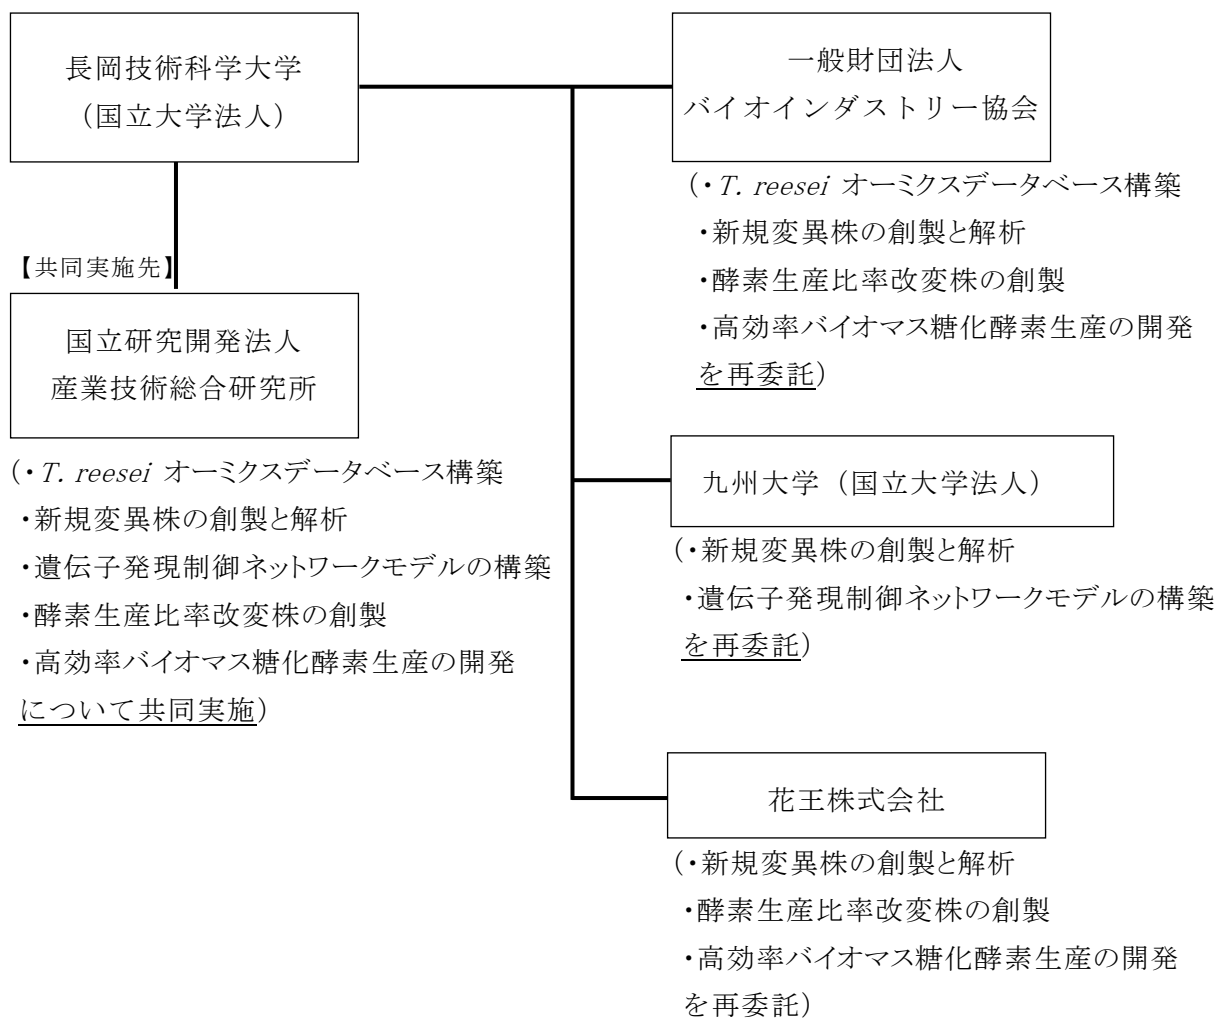 長岡技術科学大学
（国立大学法人）
【共同実施先】
国立研究開発法人
産業技術総合研究所
（・T. reesei オーミクスデータベース構築
・新規変異株の創製と解析
・遺伝子発現制御ネットワークモデルの構築
・酵素生産比率改変株の創製
・高効率バイオマス糖化酵素生産の開発
について共同実施）
一般財団法人
バイオインダストリー協会
（・T. reesei オーミクスデータベース構築
・新規変異株の創製と解析
・酵素生産比率改変株の創製
・高効率バイオマス糖化酵素生産の開発
を再委託）
九州大学（国立大学法人）
（・新規変異株の創製と解析
・遺伝子発現制御ネットワークモデルの構築
を再委託）
花王株式会社
（・新規変異株の創製と解析
・酵素生産比率改変株の創製
・高効率バイオマス糖化酵素生産の開発
を再委託）